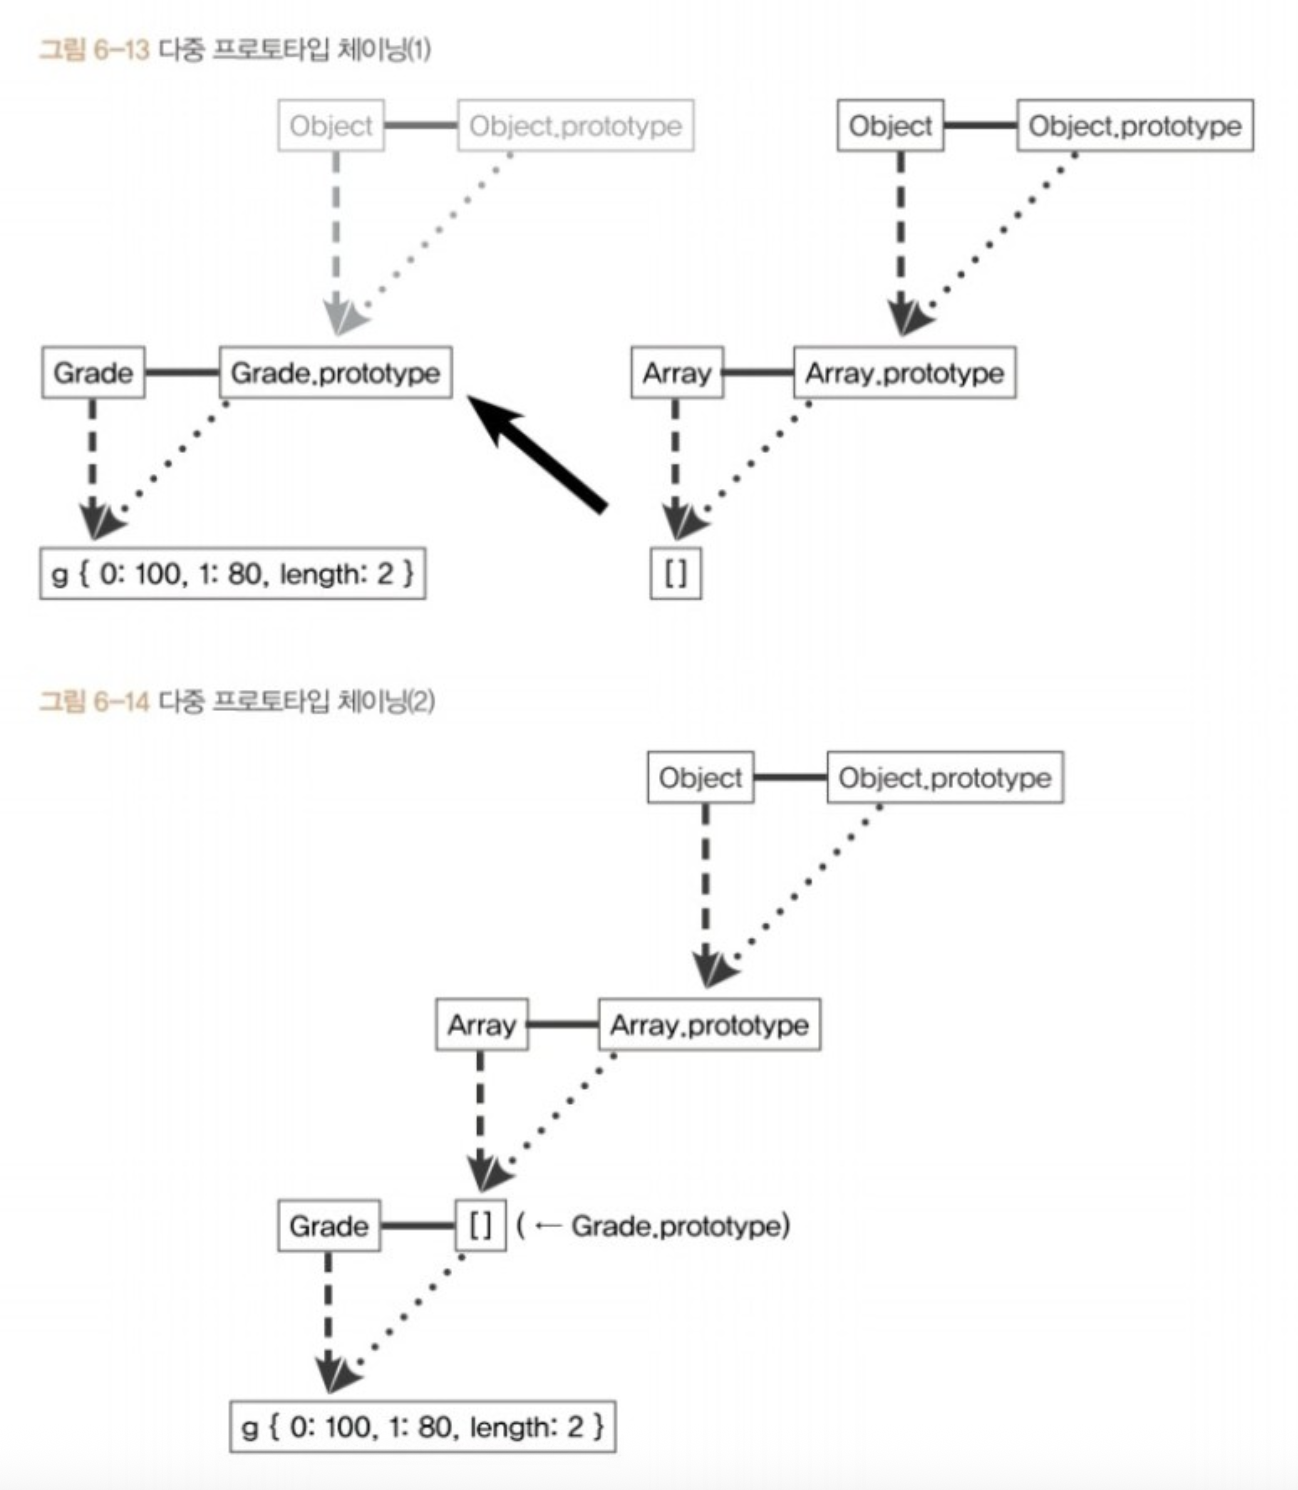 그림 6-13 다중 프로토타입 체이닝(1)
Object Object.prototype Object Object.prototype
Grade Grade.prototype Array Array.prototype
g { 0: 100, 1: 80, length: 2 } [ ]
그림 6-14 다중 프로토타입 체이닝(2)
Object Object.prototype
Array Array.prototype
Grade [ ] ( ← Grade.prototype)
g { 0: 100, 1: 80, length: 2 }